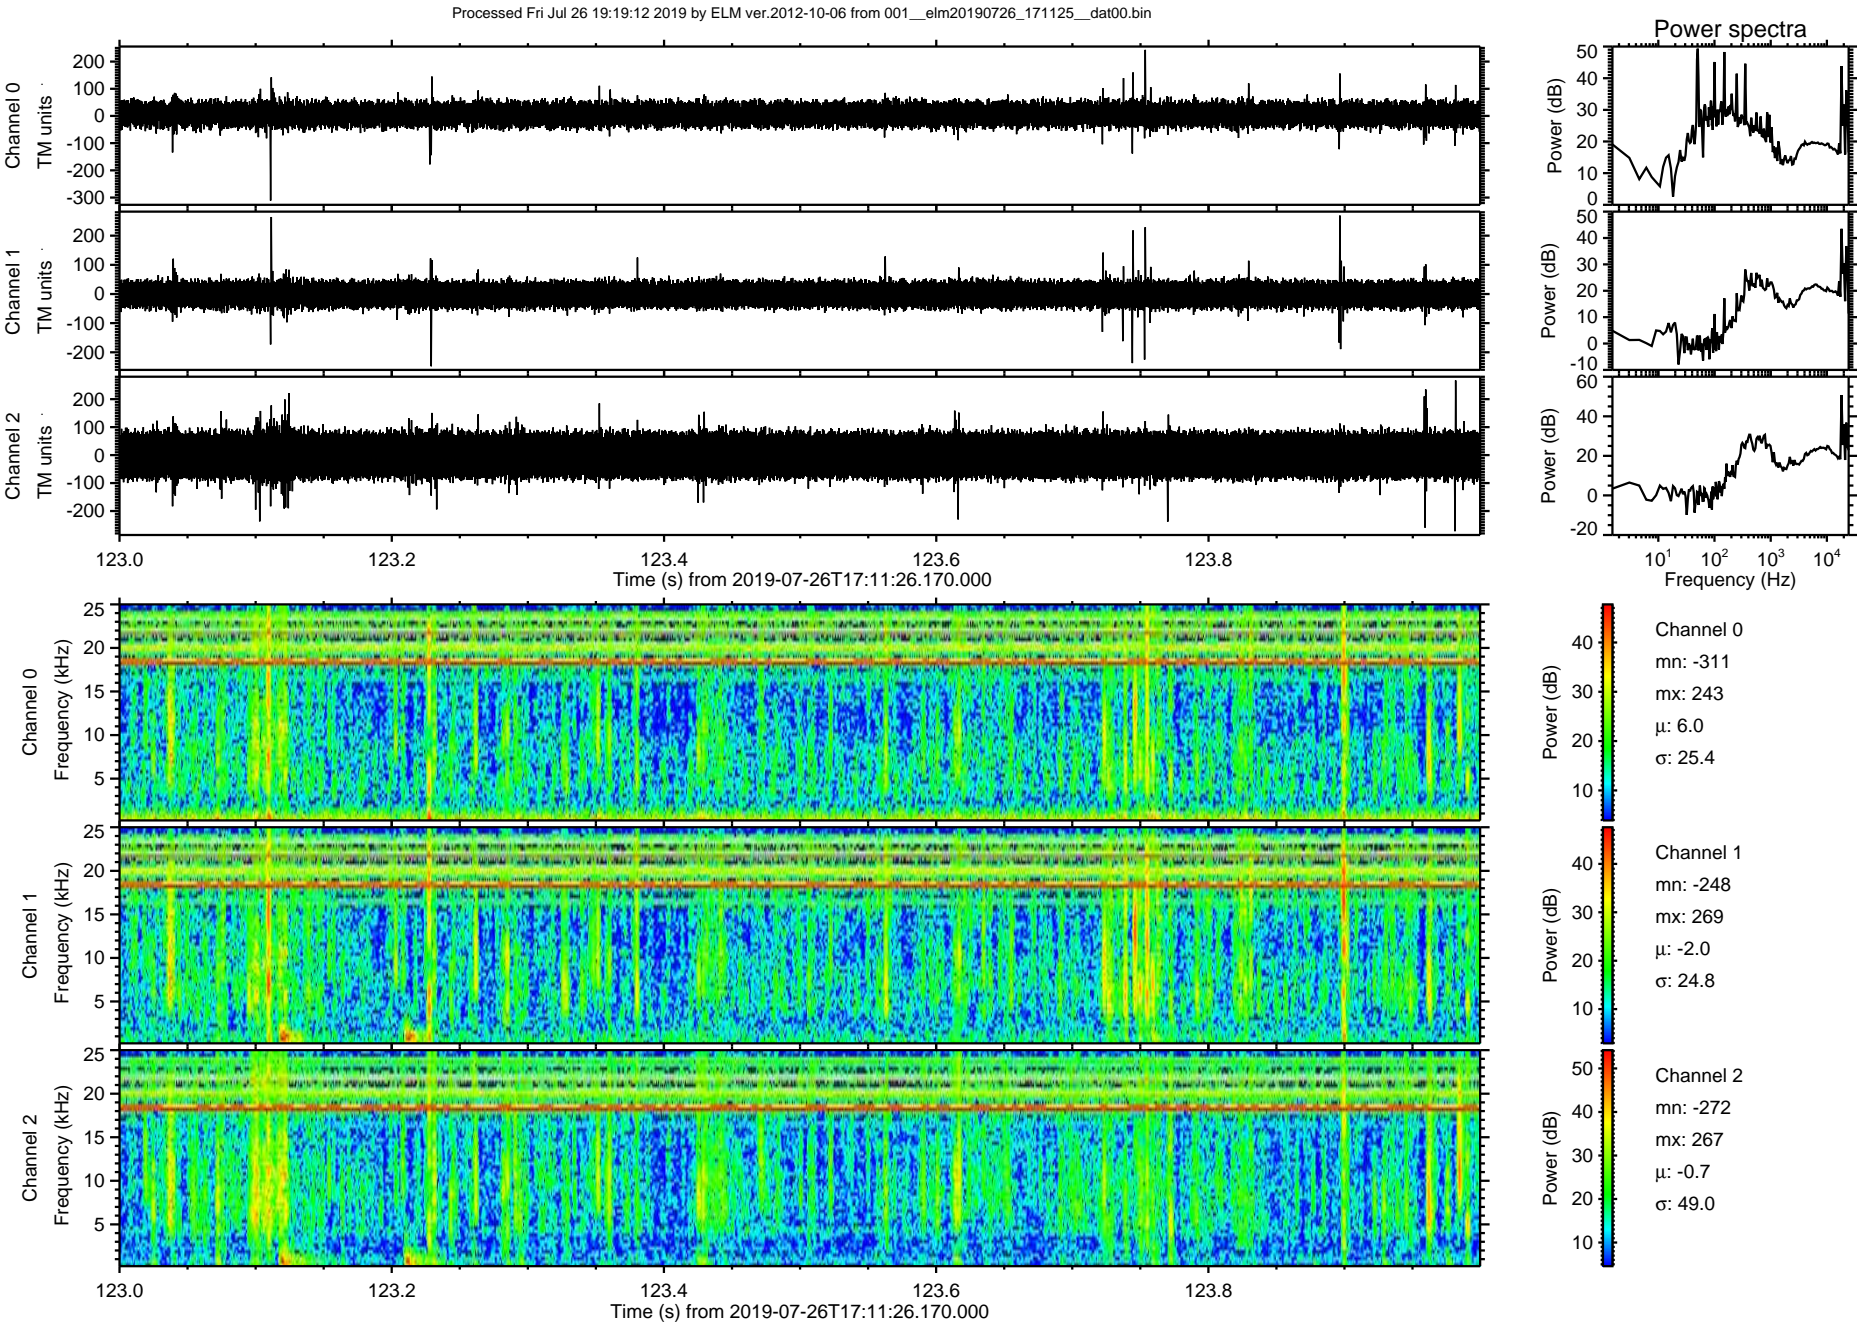 Processed Fri Jul 26 19:19:12 2019 by ELM ver.2012-10-06 from 001__elm20190726_171125__dat00.bin
Power spectra
Channel 0
TM units
200
100
0
-100
-200
-300
Power (dB)
50
40
30
20
10
0
Channel 1
TM units
200
100
0
-100
-200
Power (dB)
50
40
30
20
10
0
-10
Channel 2
TM units
200
100
0
-100
-200
Power (dB)
60
40
20
0
-20
123.0 123.2 123.4 123.6 123.8
Time (s) from 2019-07-26T17:11:26.170.000
10¹ 10² 10³ 10⁴
Frequency (Hz)
Channel 0
Frequency (kHz)
25
20
15
10
5
Power (dB)
40
30
20
10
Channel 0
mn: -311
mx: 243
μ: 6.0
σ: 25.4
Channel 1
Frequency (kHz)
25
20
15
10
5
Power (dB)
40
30
20
10
Channel 1
mn: -248
mx: 269
μ: -2.0
σ: 24.8
Channel 2
Frequency (kHz)
25
20
15
10
5
Power (dB)
50
40
30
20
10
Channel 2
mn: -272
mx: 267
μ: -0.7
σ: 49.0
123.0 123.2 123.4 123.6 123.8
Time (s) from 2019-07-26T17:11:26.170.000